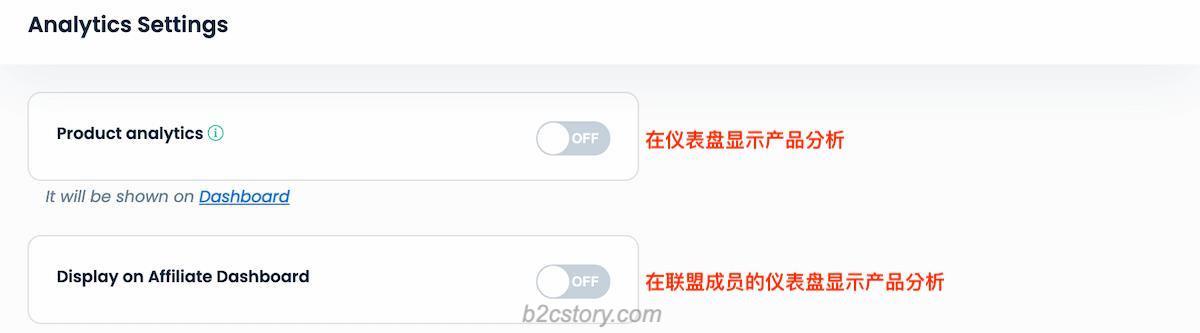 Analytics Settings
Product analytics ⓘ
OFF
在仪表盘显示产品分析
It will be shown on Dashboard
Display on Affiliate Dashboard
OFF
在联盟成员的仪表盘显示产品分析
b2cstory.com